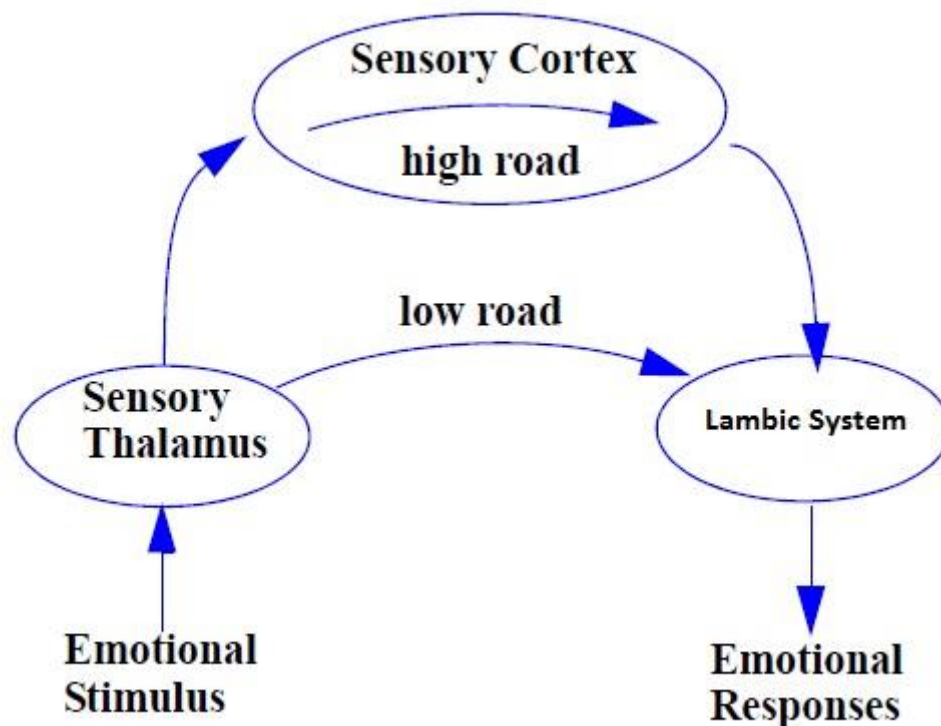 Sensory Cortex
high road
low road
Sensory
Thalamus
Lambic System
Emotional
Stimulus
Emotional
Responses